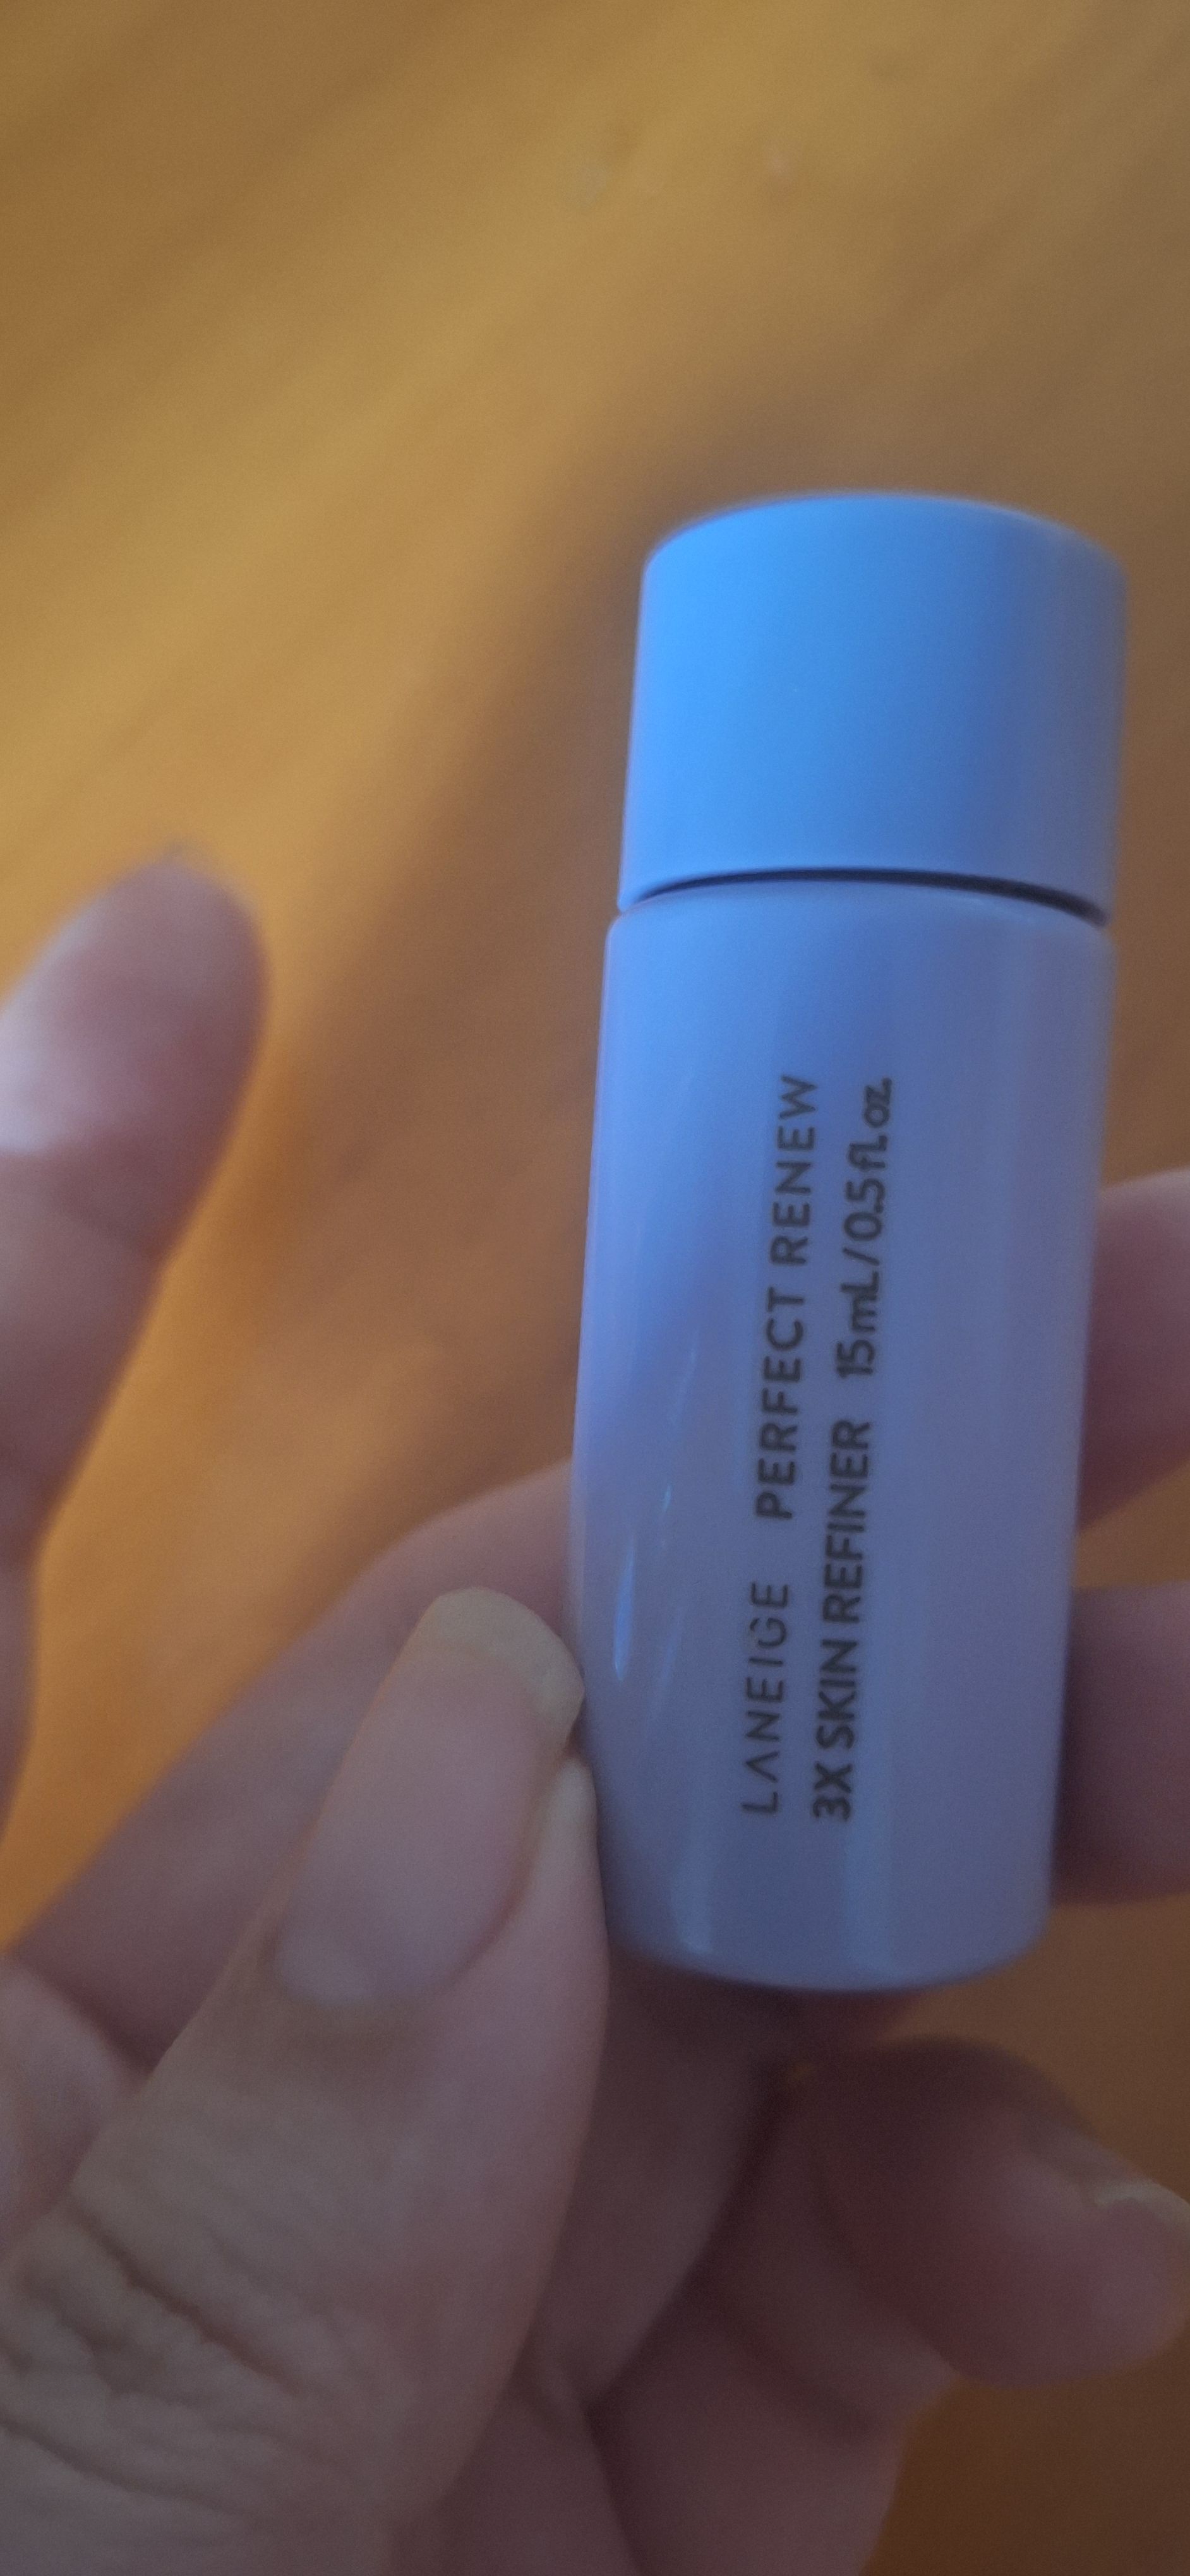 LANEIGE PERFECT RENEW
3X SKIN REFINER 15mL/0.5fl.oz.